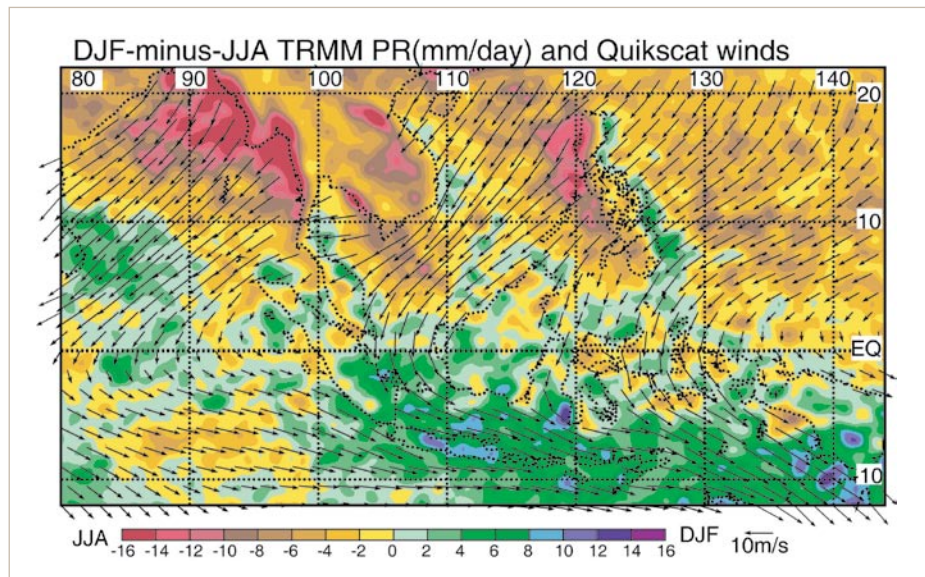 DJF-minus-JJA TRMM PR(mm/day) and Quikscat winds
80 90 100 110 120 130 140
20
10
EQ
10
JJA -16 -14 -12 -10 -8 -6 -4 -2 0 2 4 6 8 10 12 14 16 DJF
10m/s